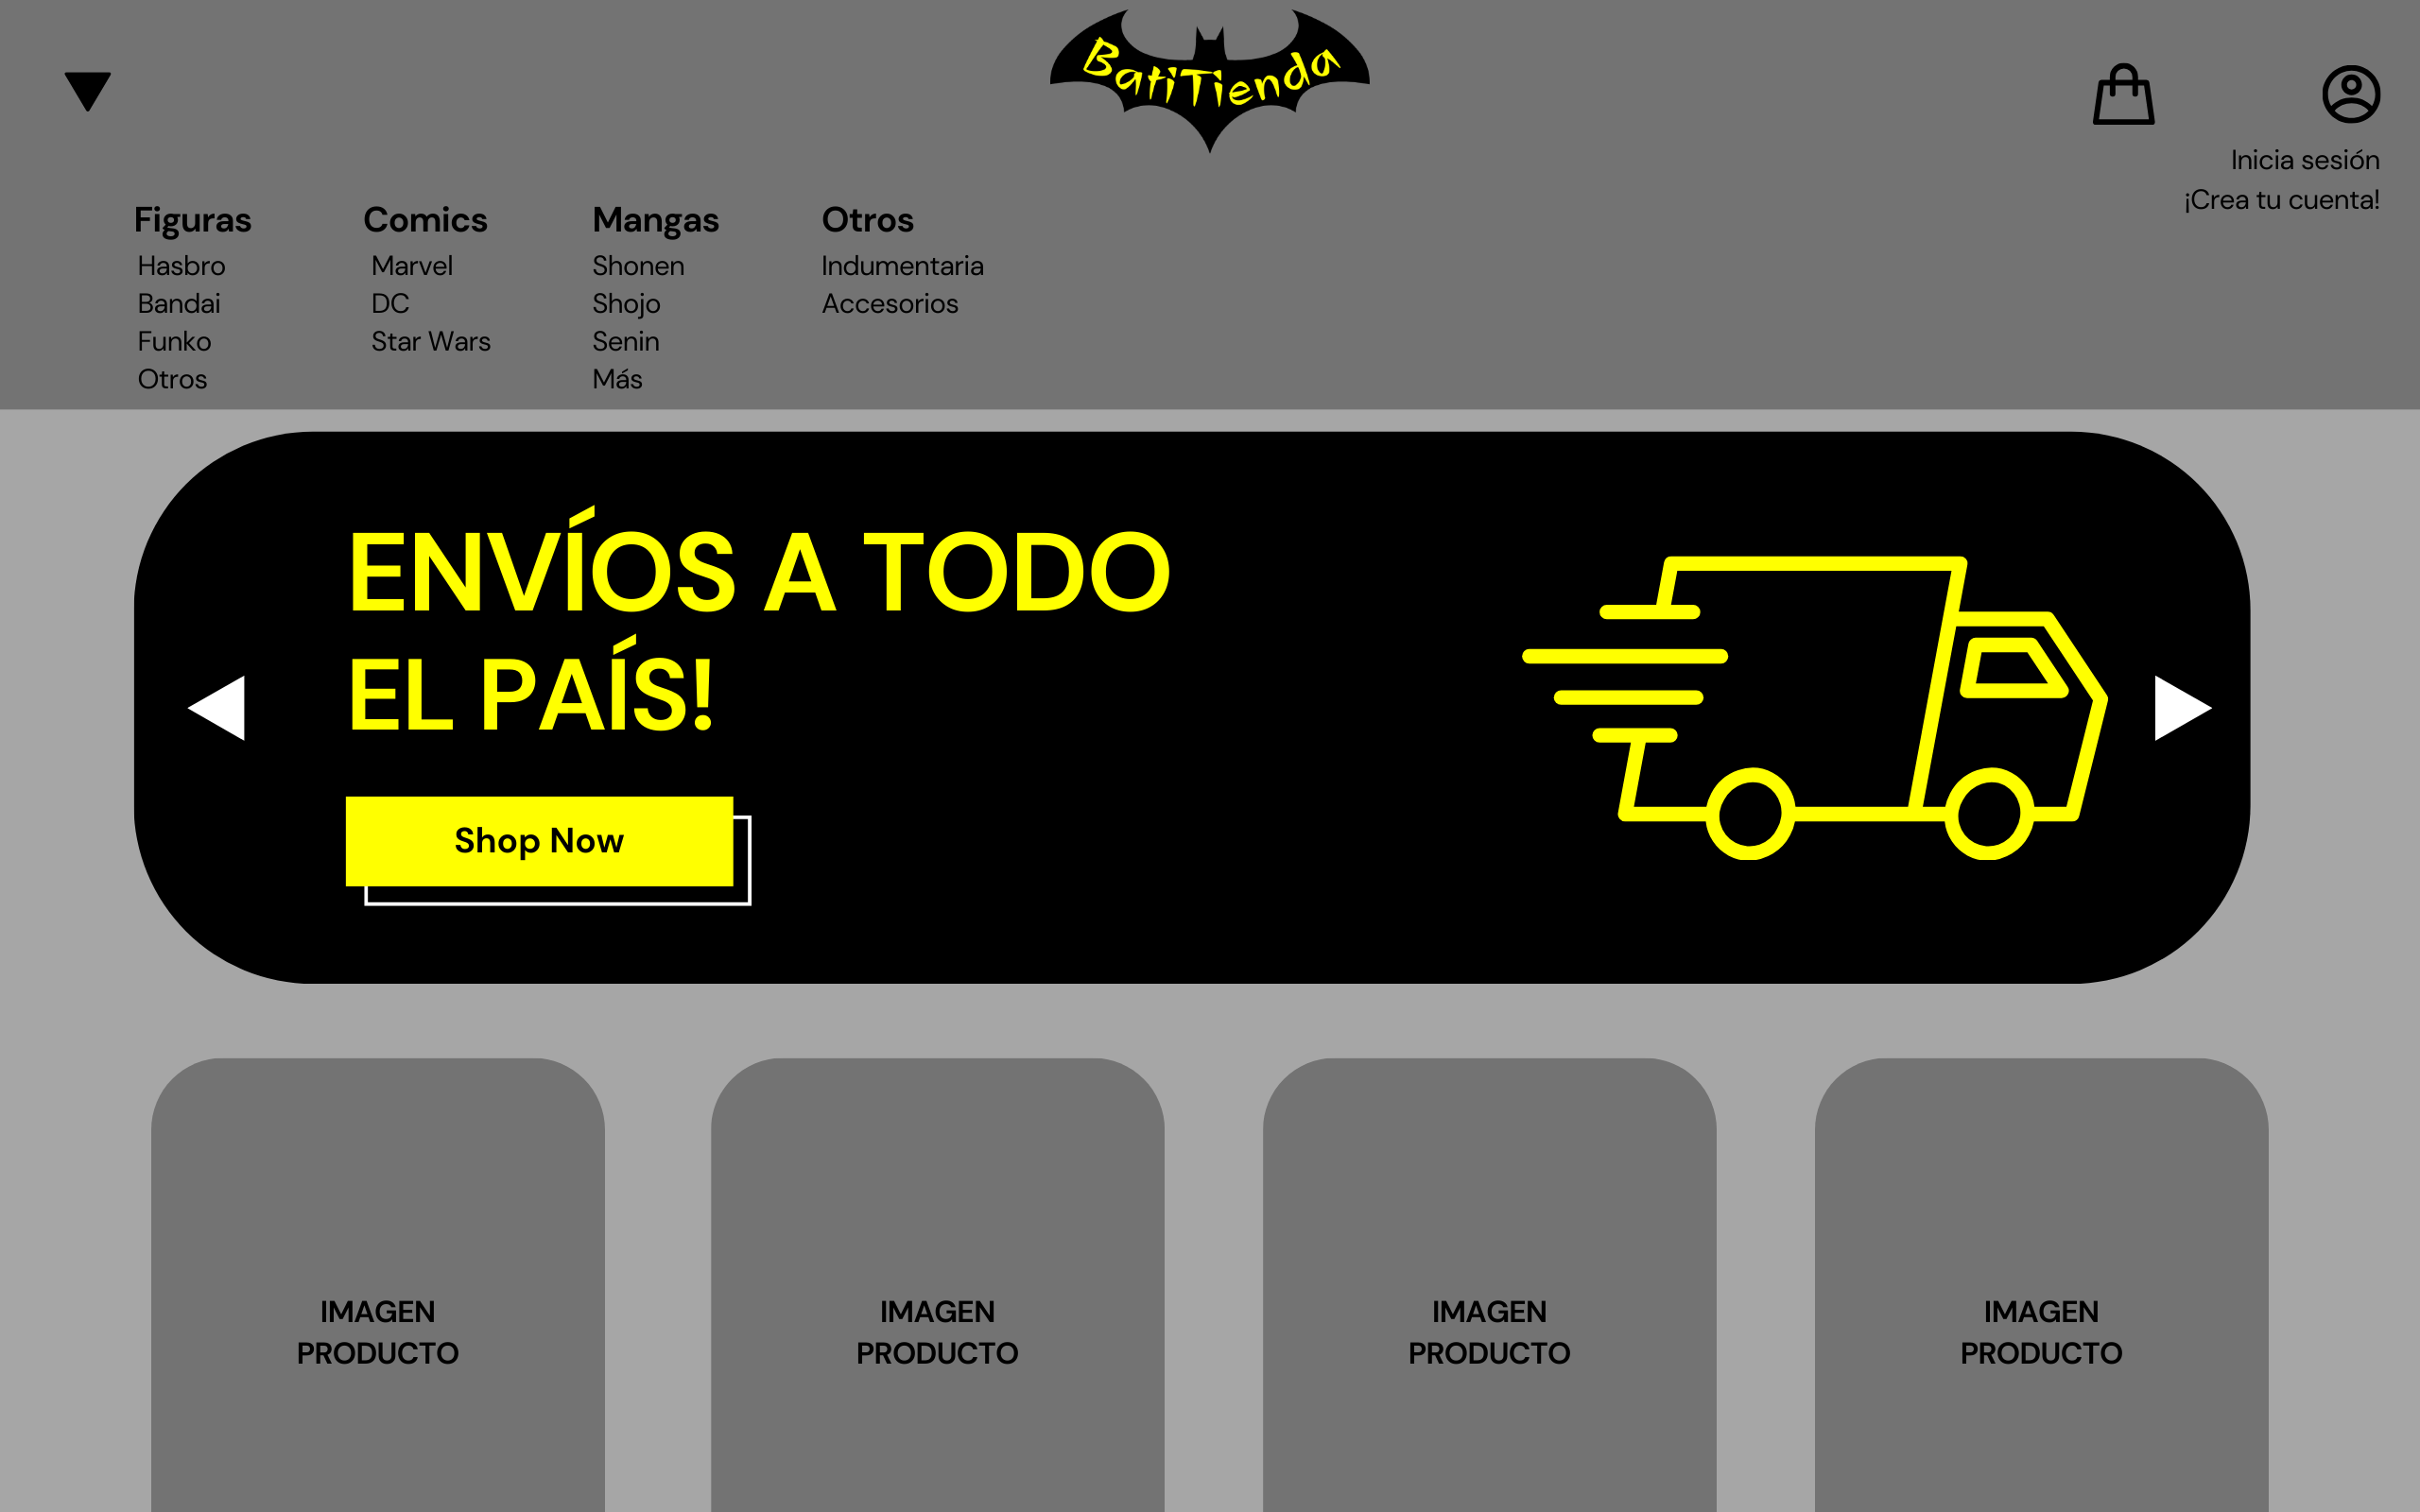 BatiTienda
Inicia sesión
¡Crea tu cuenta!
Figuras
Hasbro
Bandai
Funko
Otros
Comics
Marvel
DC
Star Wars
Mangas
Shonen
Shojo
Senin
Más
Otros
Indumentaria
Accesorios
ENVÍOS A TODO
EL PAÍS!
Shop Now
IMAGEN
PRODUCTO
IMAGEN
PRODUCTO
IMAGEN
PRODUCTO
IMAGEN
PRODUCTO